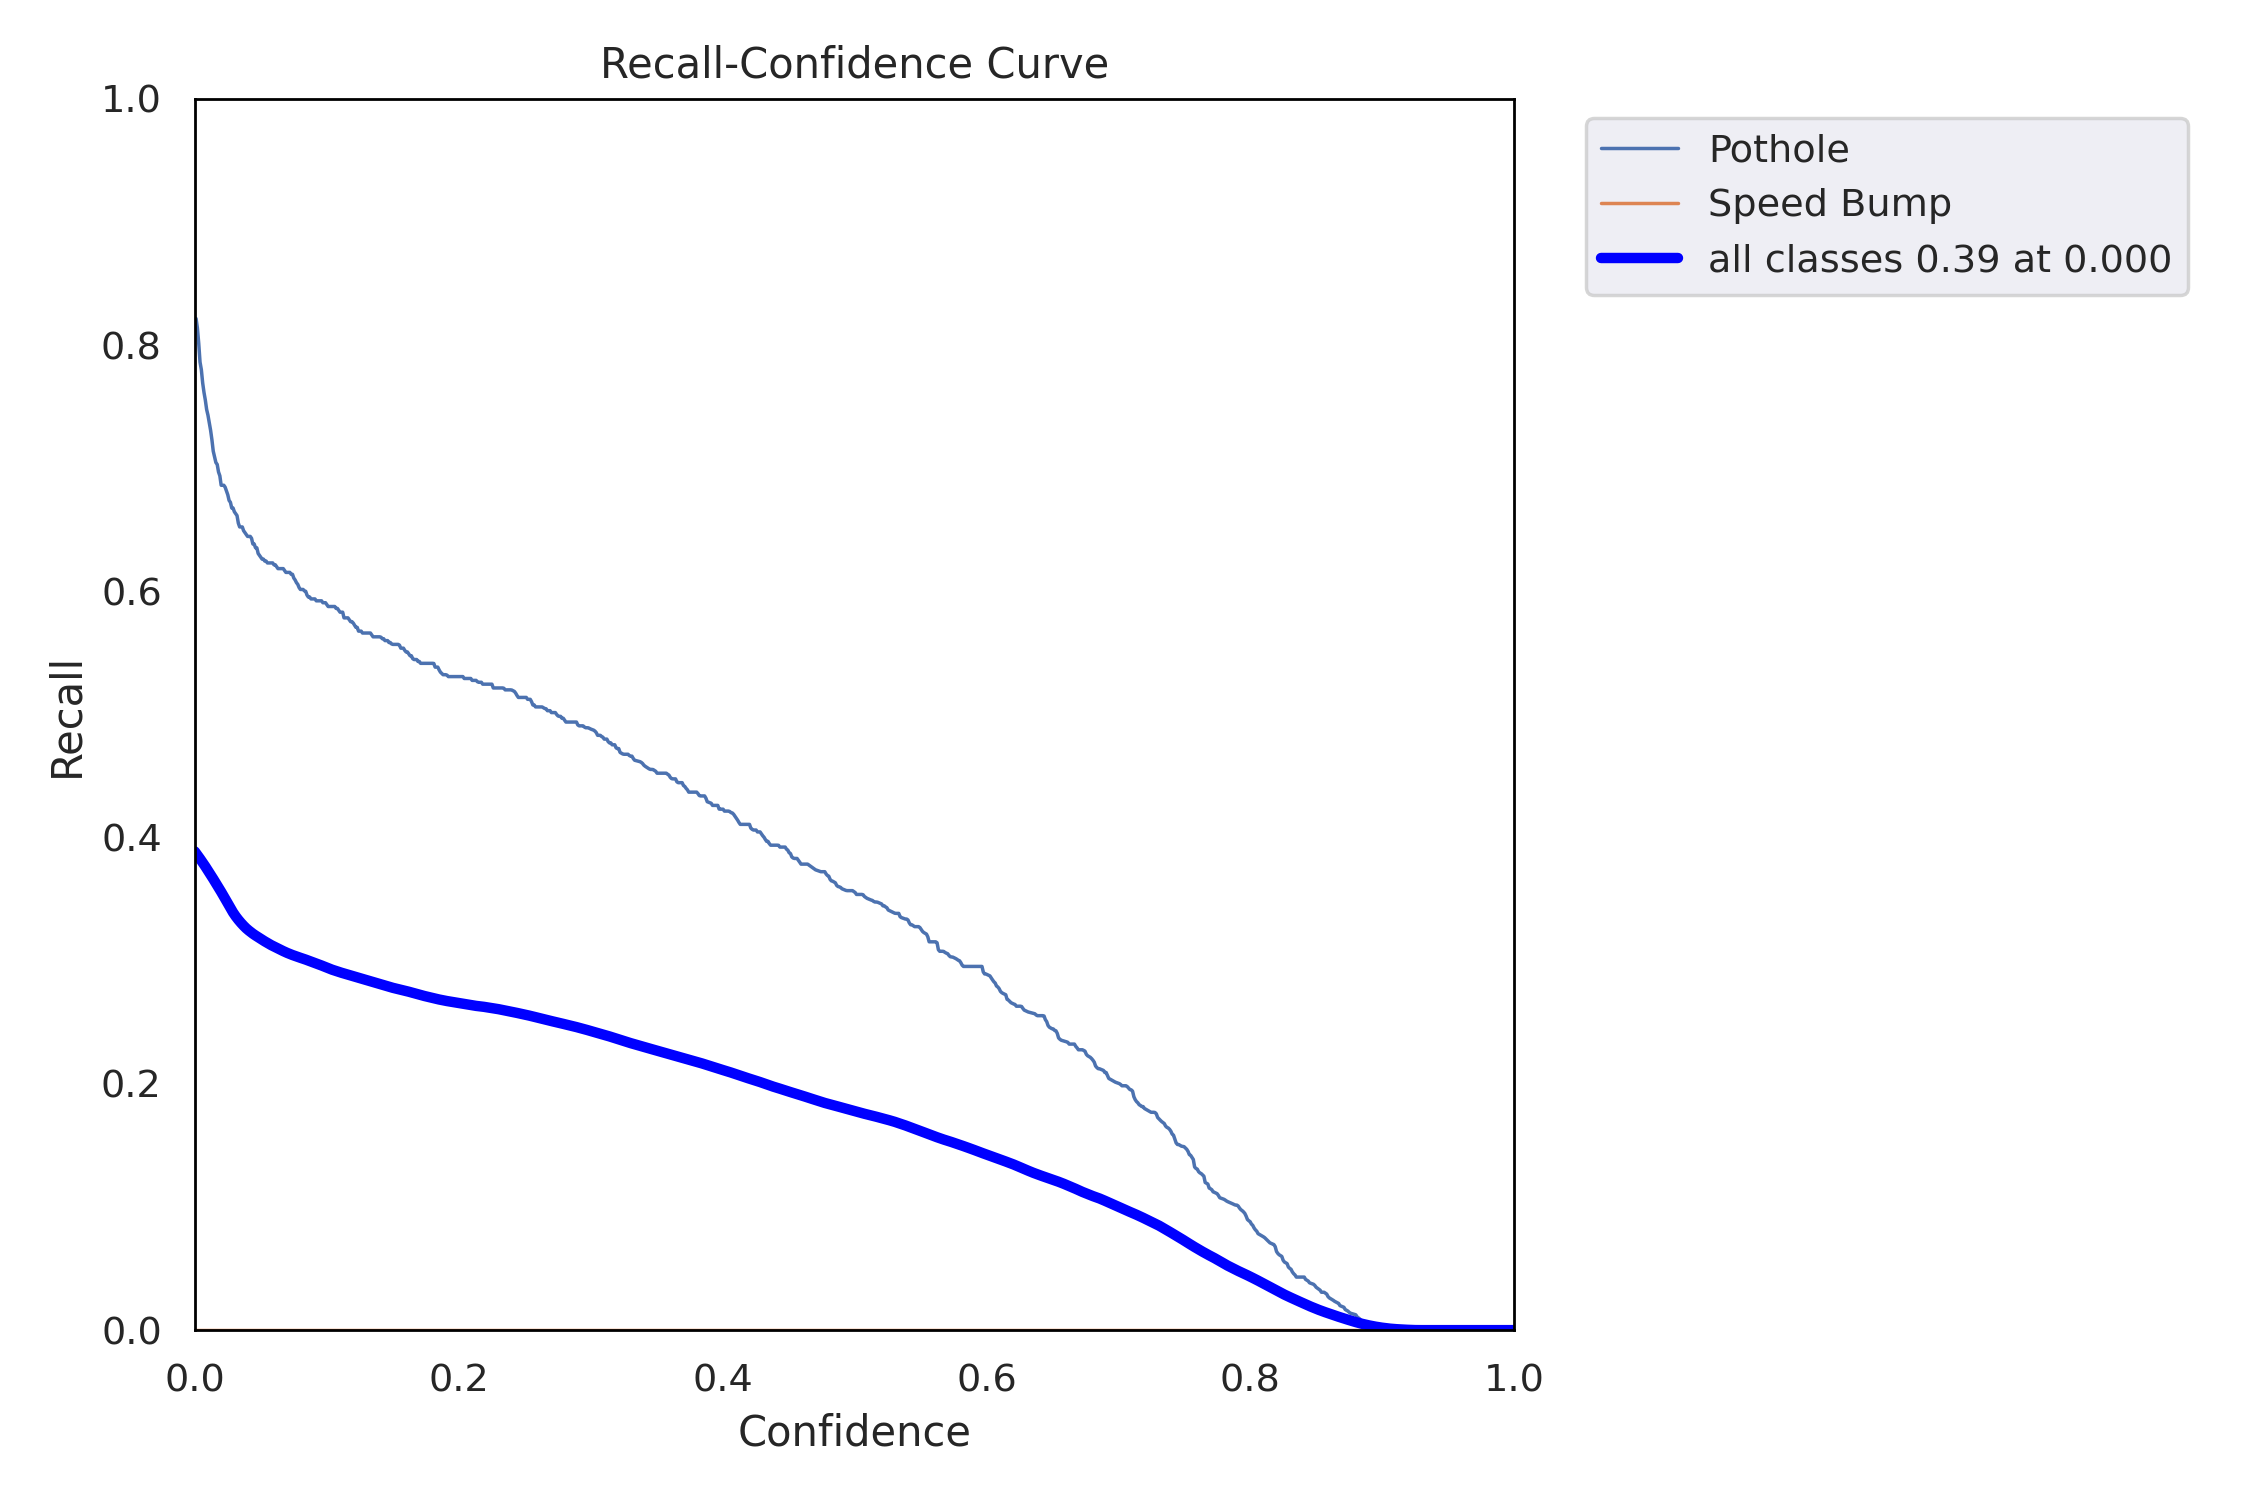 Recall-Confidence Curve
1.0
0.8
0.6
0.4
0.2
0.0
Recall
0.0 0.2 0.4 0.6 0.8 1.0
Confidence
Pothole
Speed Bump
all classes 0.39 at 0.000